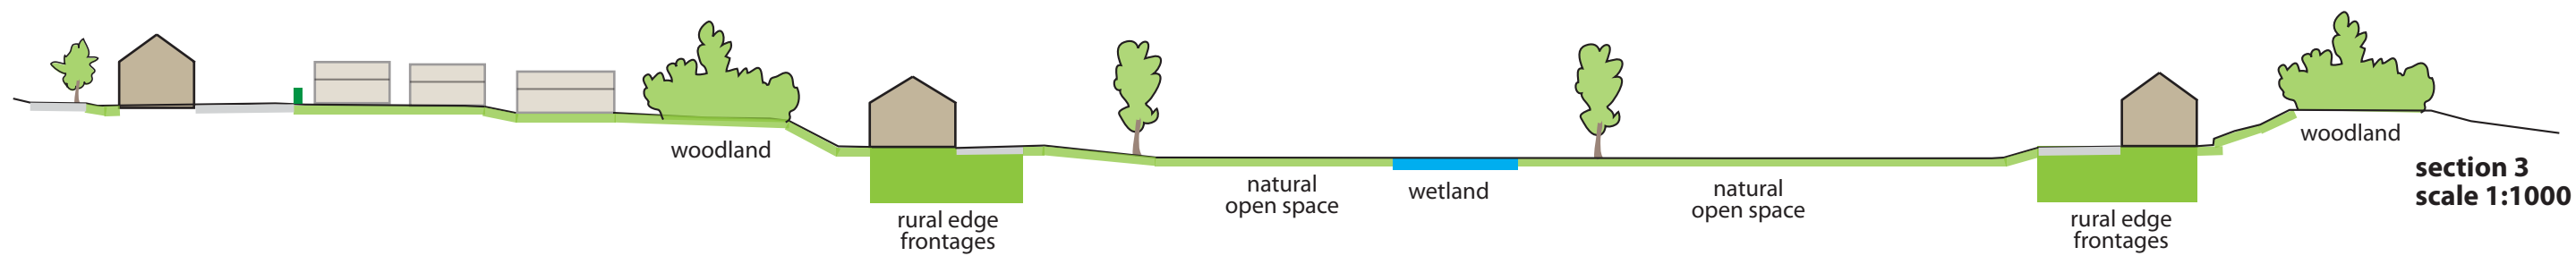 woodland
rural edge
frontages
natural
open space
wetland
natural
open space
rural edge
frontages
woodland
section 3
scale 1:1000